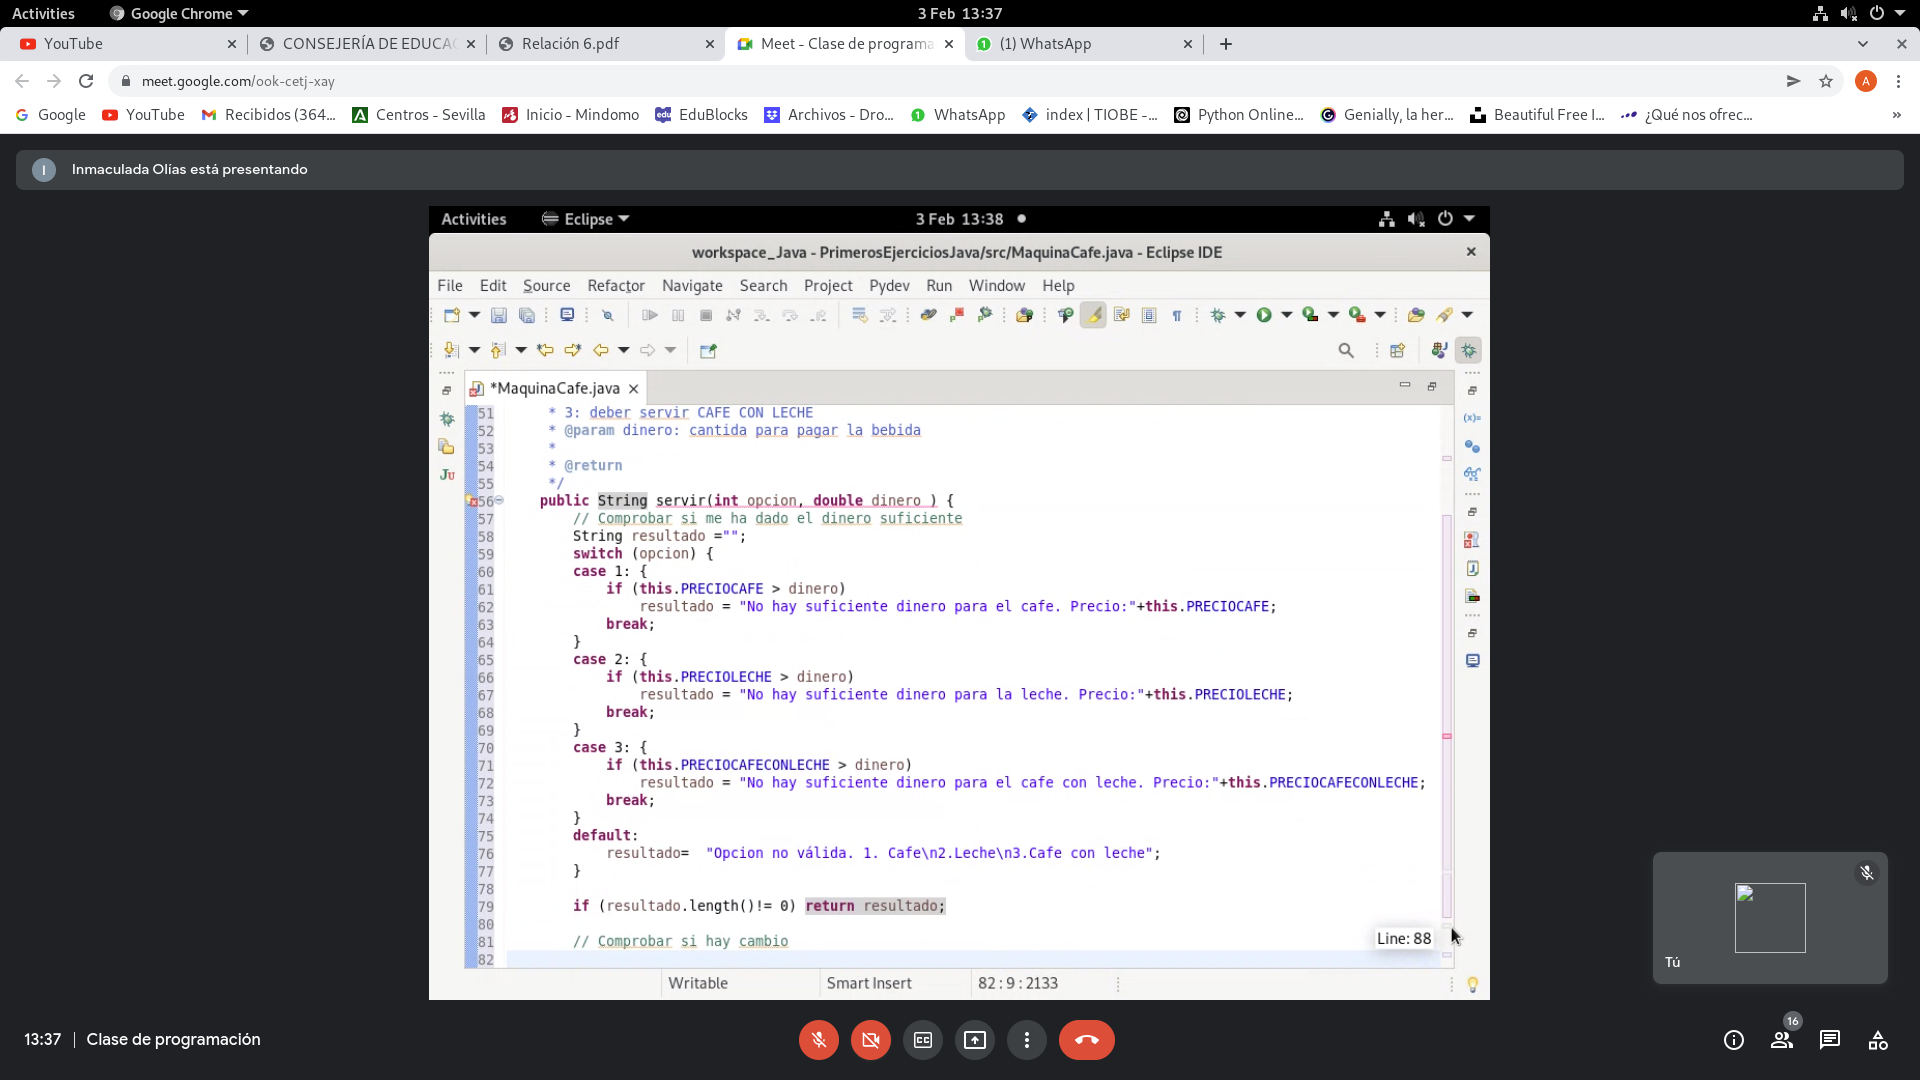 Activities Google Chrome 3 Feb 13:37
YouTube CONSEJERÍA DE EDUCAC Relación 6.pdf Meet - Clase de programa (1) WhatsApp
meet.google.com/ook-cetj-xay A
Google YouTube Recibidos (364... Centros - Sevilla Inicio - Mindomo EduBlocks Archivos - Dro... WhatsApp index | TIOBE -... Python Online... Genially, la her... Beautiful Free I... ¿Qué nos ofrec... »
I Inmaculada Olías está presentando
Activities Eclipse 3 Feb 13:38
workspace_Java - PrimerosEjerciciosJava/src/MaquinaCafe.java - Eclipse IDE
File Edit Source Refactor Navigate Search Project Pydev Run Window Help
*MaquinaCafe.java
51 * 3: deber servir CAFE CON LECHE
52 * @param dinero: cantida para pagar la bebida
53 *
54 * @return
55 */
56 public String servir(int opcion, double dinero ) {
57 // Comprobar si me ha dado el dinero suficiente
58 String resultado ="";
59 switch (opcion) {
60 case 1: {
61 if (this.PRECIOCAFE > dinero)
62 resultado = "No hay suficiente dinero para el cafe. Precio:"+this.PRECIOCAFE;
63 break;
64 }
65 case 2: {
66 if (this.PRECIOLECHE > dinero)
67 resultado = "No hay suficiente dinero para la leche. Precio:"+this.PRECIOLECHE;
68 break;
69 }
70 case 3: {
71 if (this.PRECIOCAFECONLECHE > dinero)
72 resultado = "No hay suficiente dinero para el cafe con leche. Precio:"+this.PRECIOCAFECONLECHE;
73 break;
74 }
75 default:
76 resultado= "Opcion no válida. 1. Cafe\n2.Leche\n3.Cafe con leche";
77 }
78
79 if (resultado.length()!= 0) return resultado;
80
81 // Comprobar si hay cambio
82
Line: 88
Writable Smart Insert 82 : 9 : 2133
Tú
13:37 Clase de programación CC 16